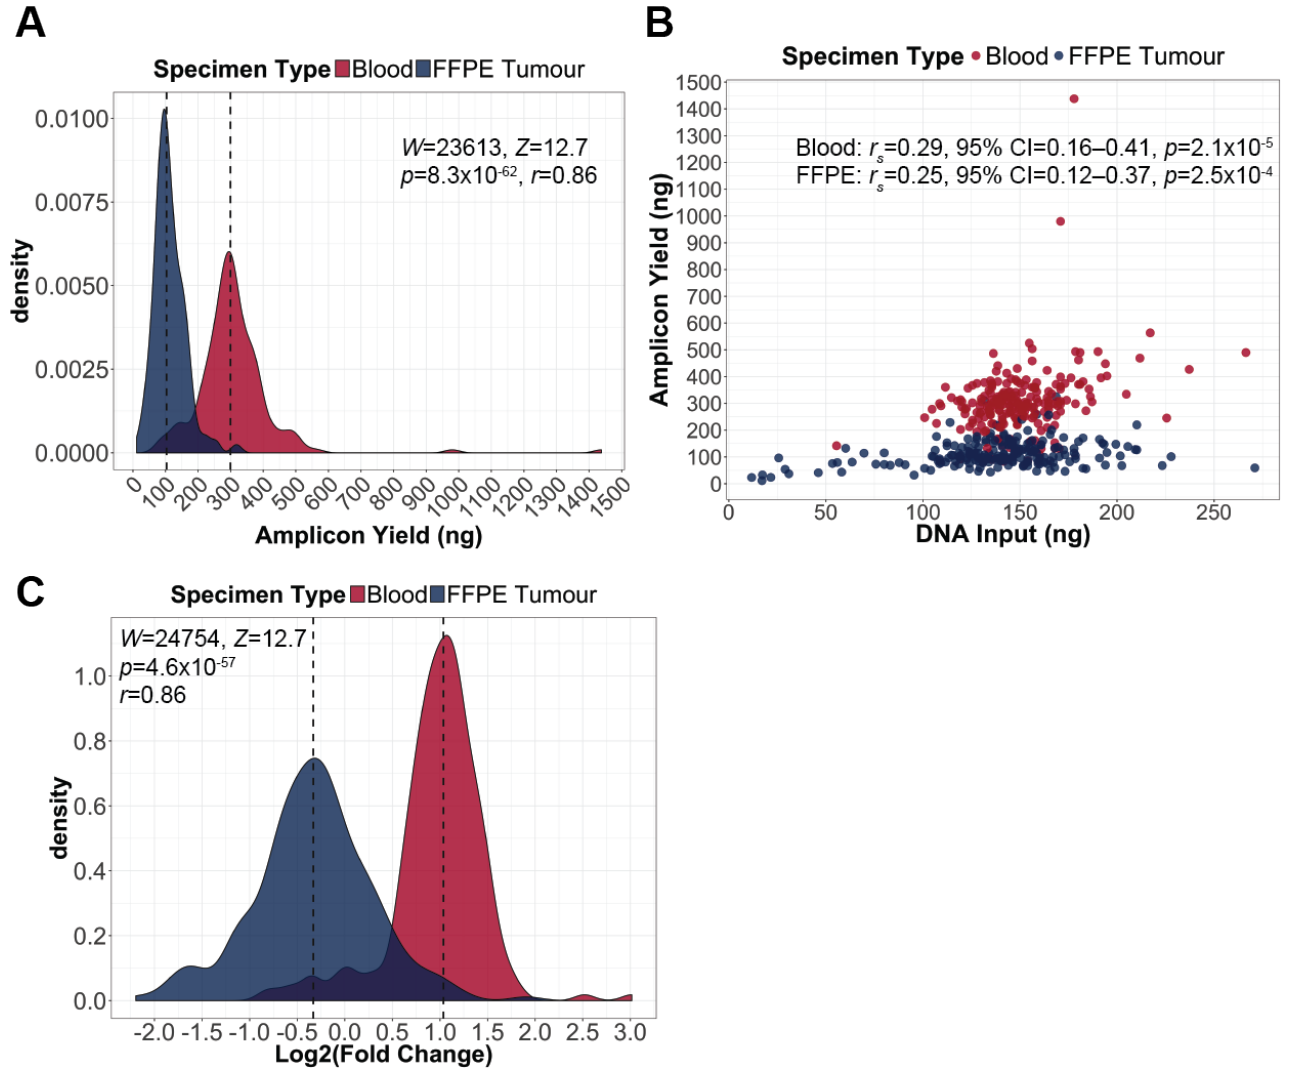 A
Specimen Type Blood FFPE Tumour
W=23613, Z=12.7
p=8.3x10-62, r=0.86
density
0.0100
0.0075
0.0050
0.0025
0.0000
0 100 200 300 400 500 600 700 800 900 1000 1100 1200 1300 1400 1500
Amplicon Yield (ng)
B
Specimen Type Blood FFPE Tumour
Blood: rs=0.29, 95% CI=0.16–0.41, p=2.1x10-5
FFPE: rs=0.25, 95% CI=0.12–0.37, p=2.5x10-4
Amplicon Yield (ng)
1500
1400
1300
1200
1100
1000
900
800
700
600
500
400
300
200
100
0
0 50 100 150 200 250
DNA Input (ng)
C
Specimen Type Blood FFPE Tumour
W=24754, Z=12.7
p=4.6x10-57
r=0.86
density
1.0
0.8
0.6
0.4
0.2
0.0
-2.0 -1.5 -1.0 -0.5 0.0 0.5 1.0 1.5 2.0 2.5 3.0
Log2(Fold Change)